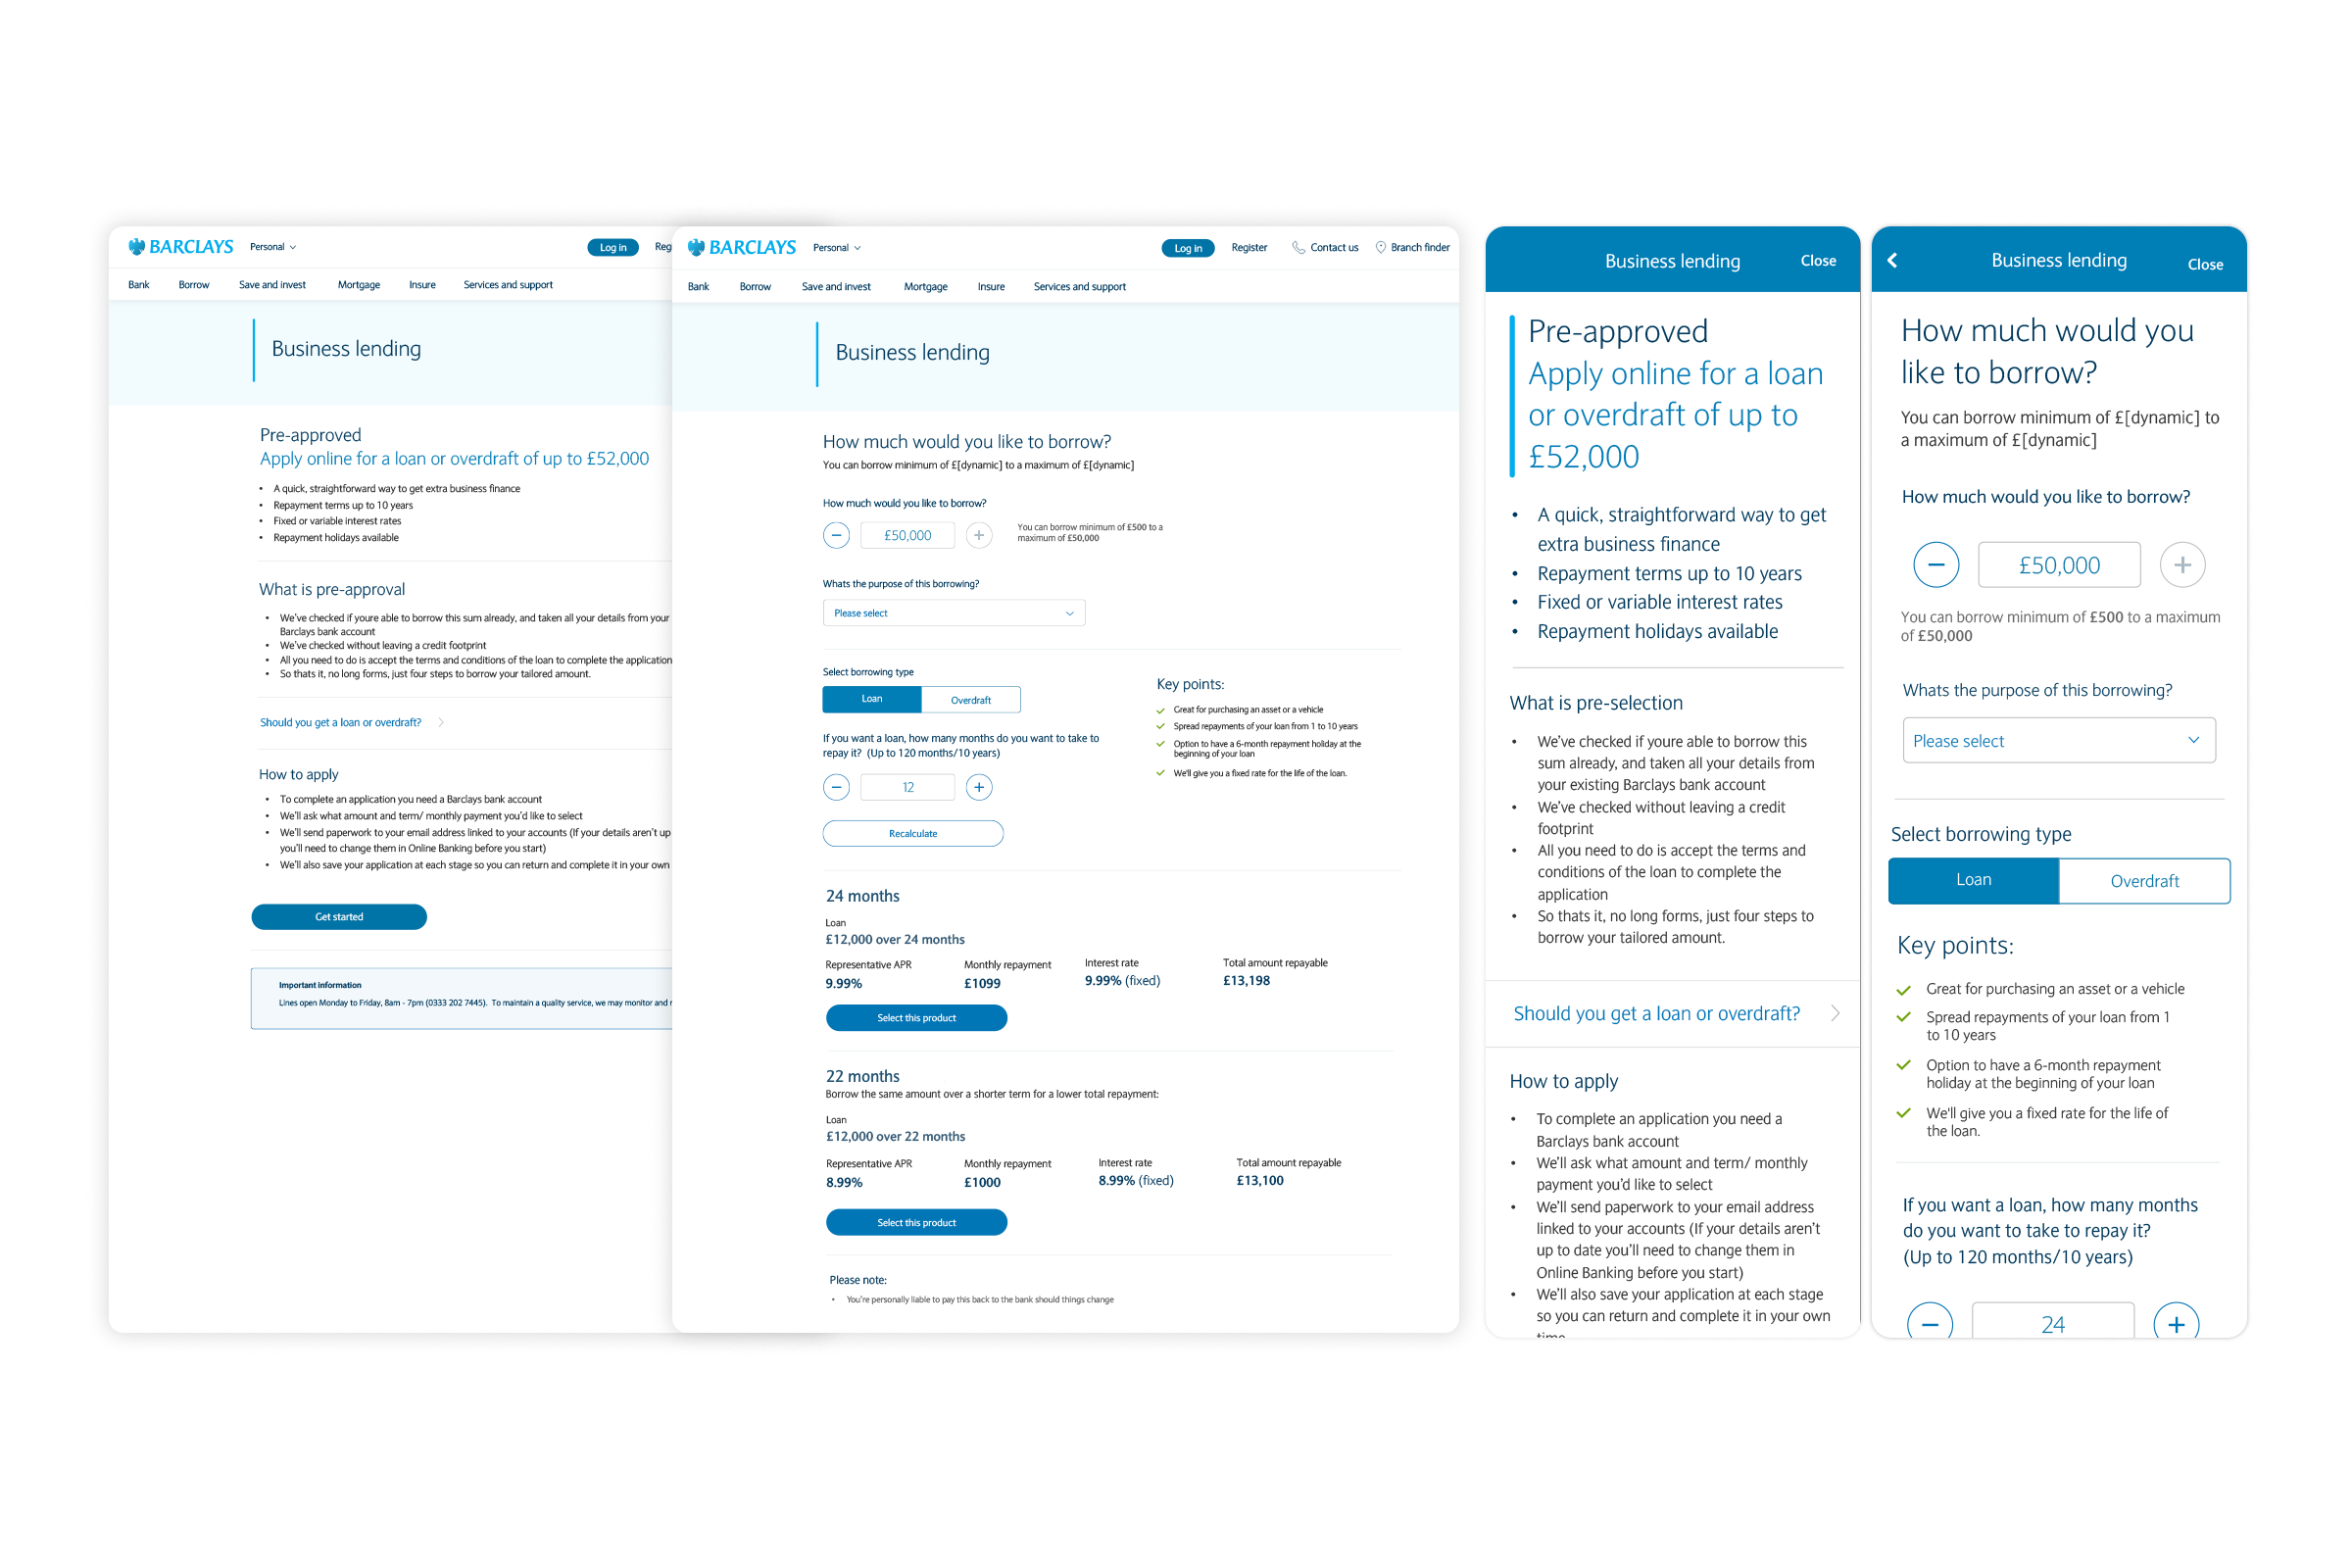 BARCLAYS
Personal
Log in
Reg
Bank
Borrow
Save and invest
Mortgage
Insure
Services and support
Business lending
Pre-approved
Apply online for a loan or overdraft of up to £52,000
• A quick, straightforward way to get extra business finance
• Repayment terms up to 10 years
• Fixed or variable interest rates
• Repayment holidays available
What is pre-approval
• We've checked if youre able to borrow this sum already, and taken all your details from your
Barclays bank account
• We've checked without leaving a credit footprint
• All you need to do is accept the terms and conditions of the loan to complete the application
• So thats it, no long forms, just four steps to borrow your tailored amount.
Should you get a loan or overdraft?
How to apply
• To complete an application you need a Barclays bank account
• We'll ask what amount and term/ monthly payment you'd like to select
• We'll send paperwork to your email address linked to your accounts (If your details aren't up
you'll need to change them in Online Banking before you start)
• We'll also save your application at each stage so you can return and complete it in your own
Get started
Important information
Lines open Monday to Friday, 8am - 7pm (0333 202 7445). To maintain a quality service, we may monitor and r
BARCLAYS
Personal
Log in
Register
Contact us
Branch finder
Bank
Borrow
Save and invest
Mortgage
Insure
Services and support
Business lending
How much would you like to borrow?
You can borrow minimum of £[dynamic] to a maximum of £[dynamic]
How much would you like to borrow?
− £50,000 +
You can borrow minimum of £500 to a
maximum of £50,000
Whats the purpose of this borrowing?
Please select
Select borrowing type
Loan
Overdraft
If you want a loan, how many months do you want to take to
repay it? (Up to 120 months/10 years)
− 12 +
Recalculate
Key points:
Great for purchasing an asset or a vehicle
Spread repayments of your loan from 1 to 10 years
Option to have a 6-month repayment holiday at the
beginning of your loan
We'll give you a fixed rate for the life of the loan.
24 months
Loan
£12,000 over 24 months
Representative APR
9.99%
Monthly repayment
£1099
Interest rate
9.99% (fixed)
Total amount repayable
£13,198
Select this product
22 months
Borrow the same amount over a shorter term for a lower total repayment:
Loan
£12,000 over 22 months
Representative APR
8.99%
Monthly repayment
£1000
Interest rate
8.99% (fixed)
Total amount repayable
£13,100
Select this product
Please note:
• You're personally liable to pay this back to the bank should things change
Business lending
Close
Pre-approved
Apply online for a loan
or overdraft of up to
£52,000
• A quick, straightforward way to get
extra business finance
• Repayment terms up to 10 years
• Fixed or variable interest rates
• Repayment holidays available
What is pre-selection
• We've checked if youre able to borrow this
sum already, and taken all your details from
your existing Barclays bank account
• We've checked without leaving a credit
footprint
• All you need to do is accept the terms and
conditions of the loan to complete the
application
• So thats it, no long forms, just four steps to
borrow your tailored amount.
Should you get a loan or overdraft?
How to apply
• To complete an application you need a
Barclays bank account
• We'll ask what amount and term/ monthly
payment you'd like to select
• We'll send paperwork to your email address
linked to your accounts (If your details aren't
up to date you'll need to change them in
Online Banking before you start)
• We'll also save your application at each stage
so you can return and complete it in your own
time
Business lending
Close
How much would you
like to borrow?
You can borrow minimum of £[dynamic] to
a maximum of £[dynamic]
How much would you like to borrow?
− £50,000 +
You can borrow minimum of £500 to a maximum
of £50,000
Whats the purpose of this borrowing?
Please select
Select borrowing type
Loan
Overdraft
Key points:
Great for purchasing an asset or a vehicle
Spread repayments of your loan from 1
to 10 years
Option to have a 6-month repayment
holiday at the beginning of your loan
We'll give you a fixed rate for the life of
the loan.
If you want a loan, how many months
do you want to take to repay it?
(Up to 120 months/10 years)
− 24 +